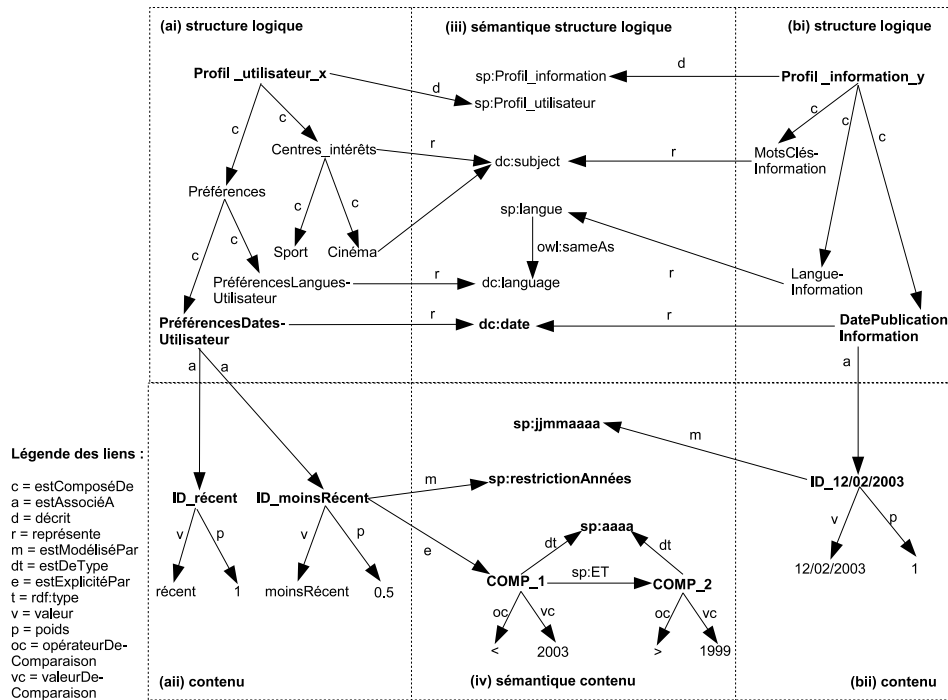 (ai) structure logique
(iii) sémantique structure logique
(bi) structure logique
Profil _utilisateur_x
sp:Profil_information
d
Profil_information_y
d
sp:Profil_utilisateur
c
c
c
c
c
Centres_intérêts
r
dc:subject
r
MotsClés-
Information
Préférences
c
c
sp:langue
c
c
Sport
Cinéma
owl:sameAs
PréférencesLangues-
Utilisateur
r
dc:language
r
Langue-
Information
PréférencesDates-
Utilisateur
r
dc:date
r
DatePublication
Information
a
a
a
sp:jjmmaaaa
m
Légende des liens :
c = estComposéDe
a = estAssociéA
d = décrit
r = représente
m = estModéliséPar
dt = estDeType
e = estExplicitéPar
t = rdf:type
v = valeur
p = poids
oc = opérateurDe-
Comparaison
vc = valeurDe-
Comparaison
ID_récent
ID_moinsRécent
m
sp:restrictionAnnées
ID_12/02/2003
v
p
v
p
e
sp:aaaa
dt
dt
v
p
récent
1
moinsRécent
0.5
COMP_1
sp:ET
COMP_2
12/02/2003
1
oc
vc
oc
vc
<
2003
>
1999
(aii) contenu
(iv) sémantique contenu
(bii) contenu